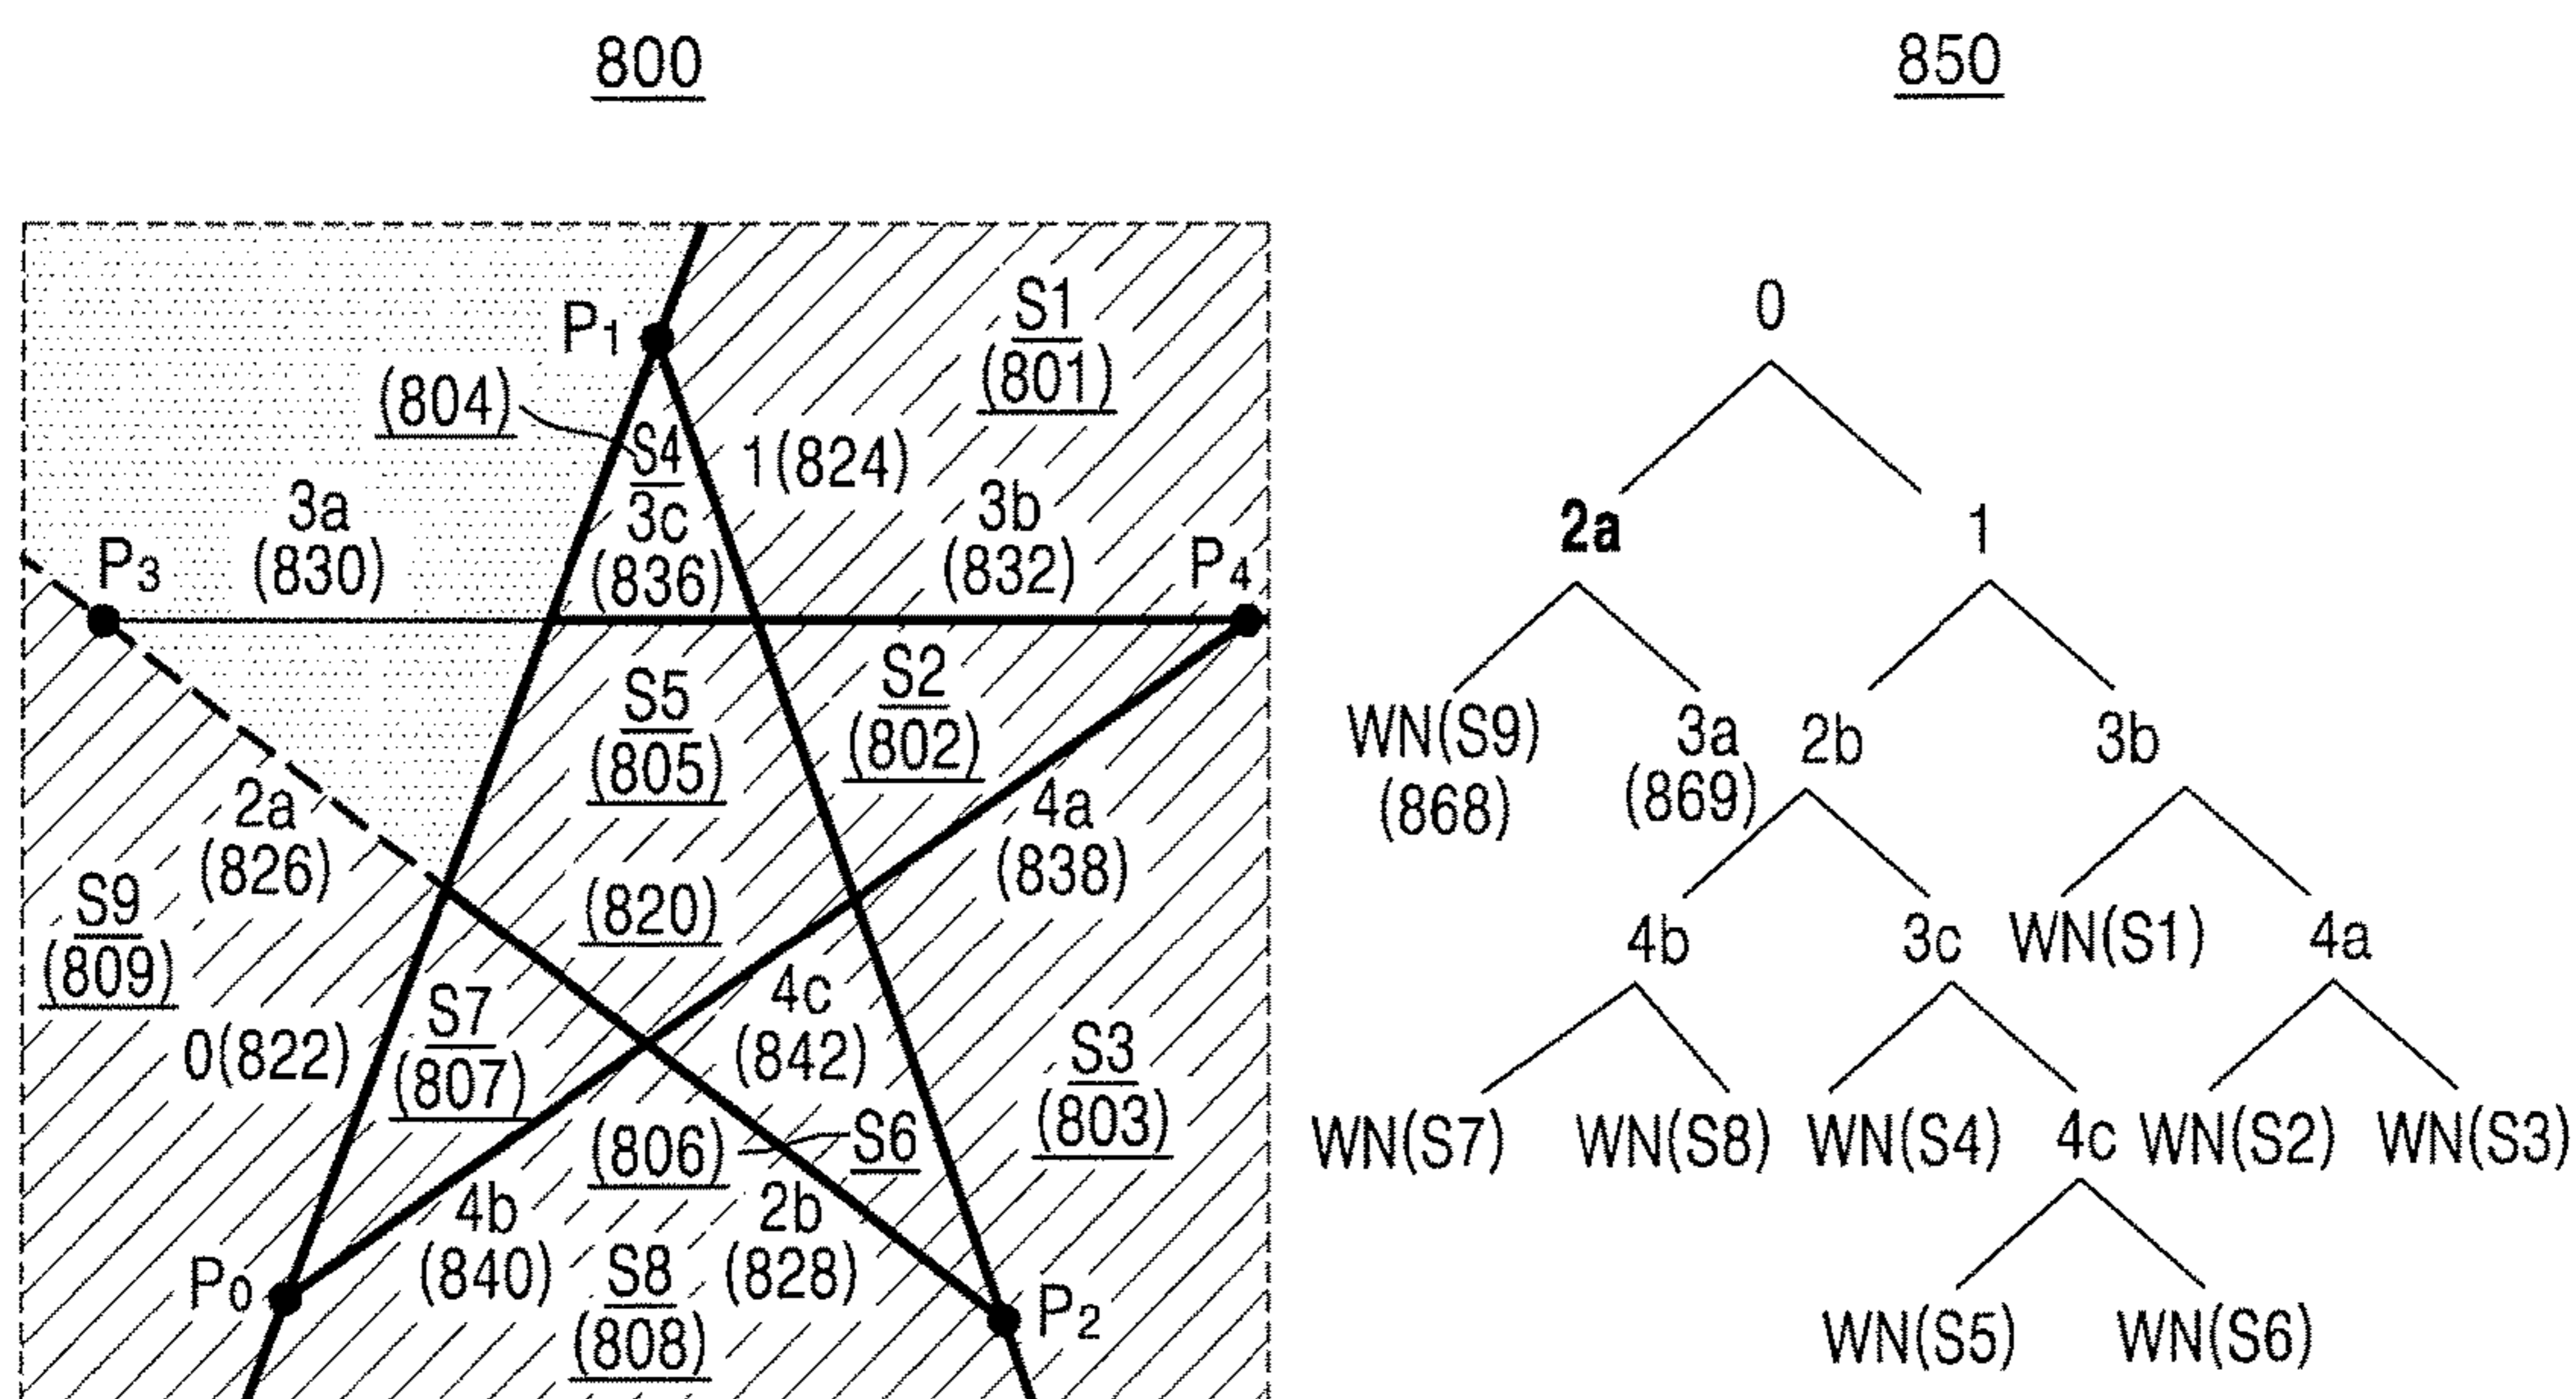 800
850
P1
S1
(801)
(804)
S4
1(824)
3c
(836)
3a
(830)
3b
(832)
P3
P4
S5
(805)
S2
(802)
2a
(826)
4a
(838)
S9
(809)
(820)
4c
(842)
S7
(807)
0(822)
S3
(803)
(806)
S6
4b
(840)
2b
(828)
P0
S8
(808)
P2
0
2a
1
WN(S9)
(868)
3a
(869)
2b
3b
4b
3c
WN(S1)
4a
WN(S7)
WN(S8)
WN(S4)
4c
WN(S2)
WN(S3)
WN(S5)
WN(S6)